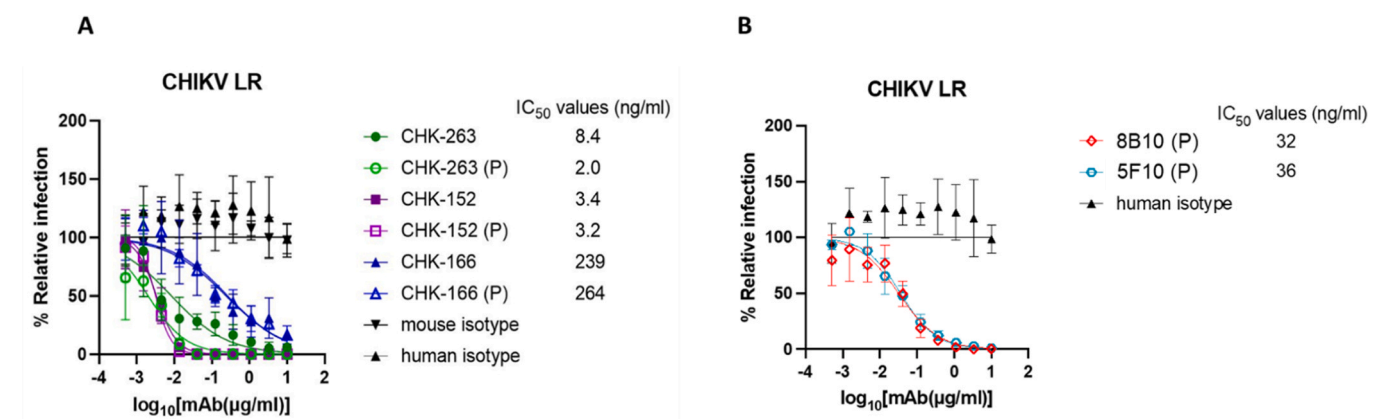 A
CHIKV LR
IC50 values (ng/ml)
200
150
100
50
0
% Relative infection
-4 -3 -2 -1 0 1 2
log10[mAb(µg/ml)]
CHK-263 8.4
CHK-263 (P) 2.0
CHK-152 3.4
CHK-152 (P) 3.2
CHK-166 239
CHK-166 (P) 264
mouse isotype
human isotype
B
CHIKV LR
IC50 values (ng/ml)
200
150
100
50
0
% Relative infection
-4 -3 -2 -1 0 1 2
log10[mAb(µg/ml)]
8B10 (P) 32
5F10 (P) 36
human isotype